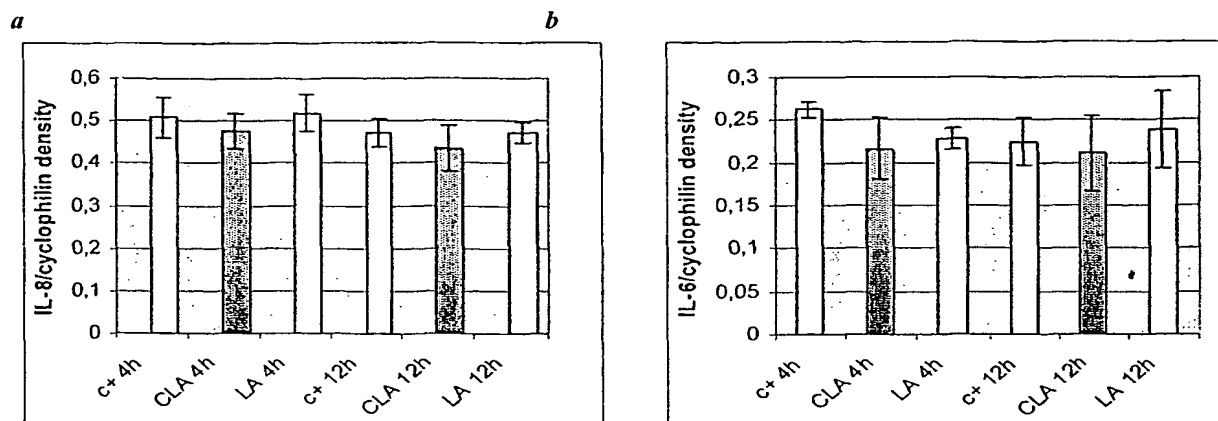 a
IL-8/cyclophilin density
0,6
0,5
0,4
0,3
0,2
0,1
0
c+ 4h
CLA 4h
LA 4h
c+ 12h
CLA 12h
LA 12h
b
IL-6/cyclophilin density
0,3
0,25
0,2
0,15
0,1
0,05
0
c+ 4h
CLA 4h
LA 4h
c+ 12h
CLA 12h
LA 12h